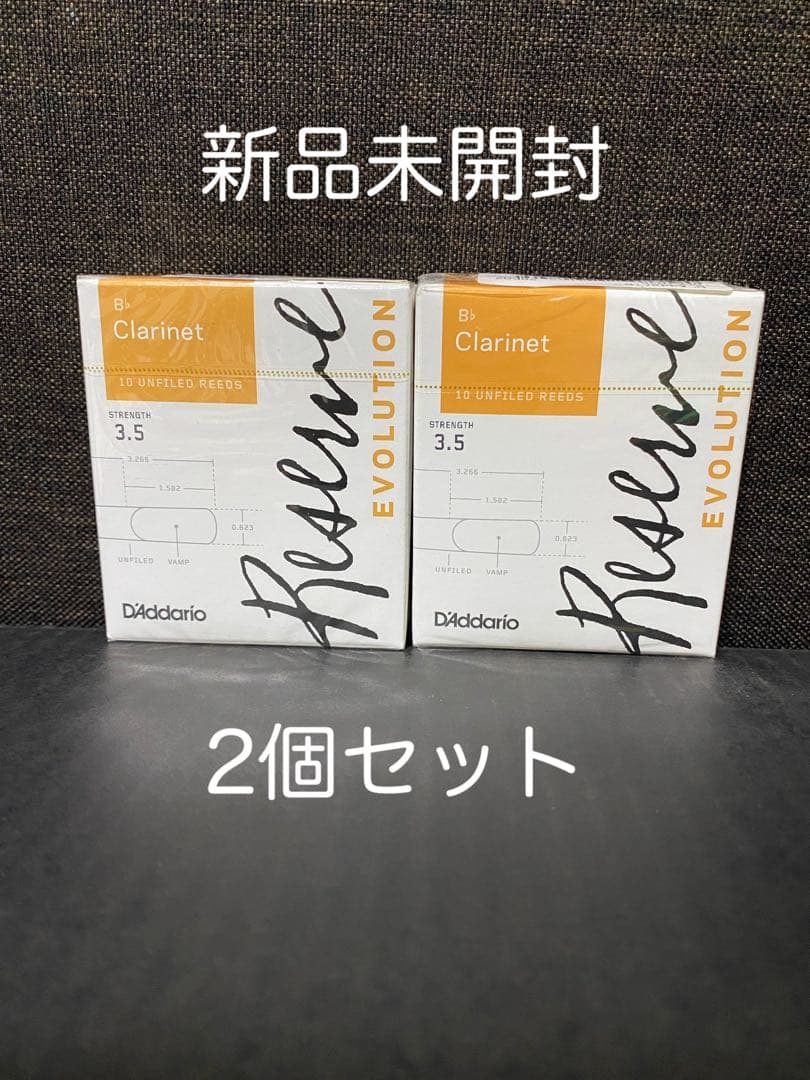 新品未開封
B♭
Clarinet
10 UNFILED REEDS
STRENGTH
3.5
3.266
1.582
0.623
UNFILED
VAMP
D'Addario
Reserve
EVOLUTION
B♭
Clarinet
10 UNFILED REEDS
STRENGTH
3.5
3.266
1.582
0.623
UNFILED
VAMP
D'Addario
Reserve
EVOLUTION
2個セット